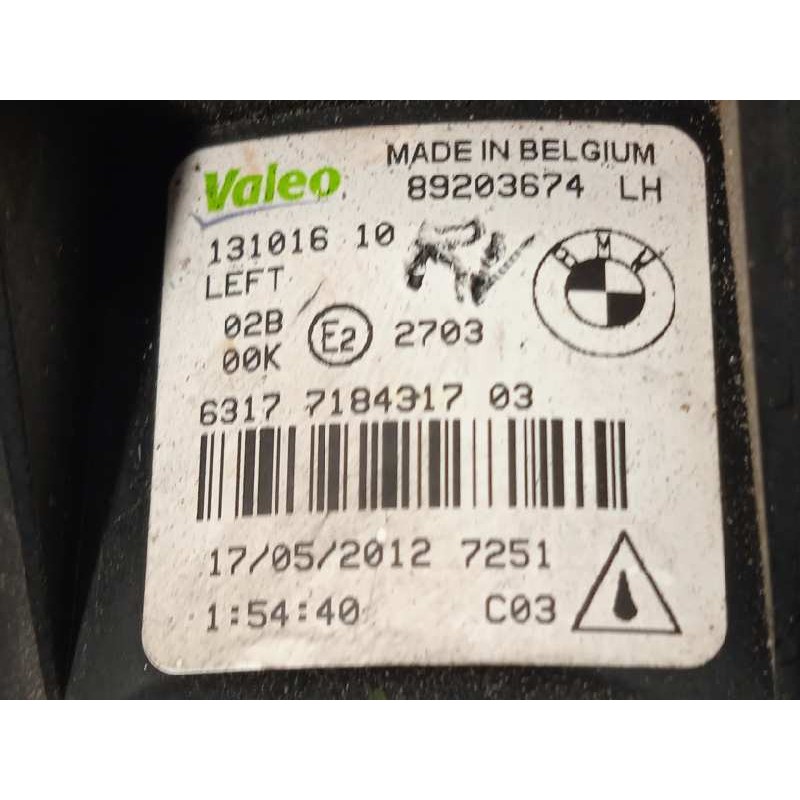 MADE IN BELGIUM
Valeo 89203674 LH
131016 10
LEFT
BMW
02B
00K
E2 2703
6317 7184317 03
17/05/2012 7251
1:54:40 C03